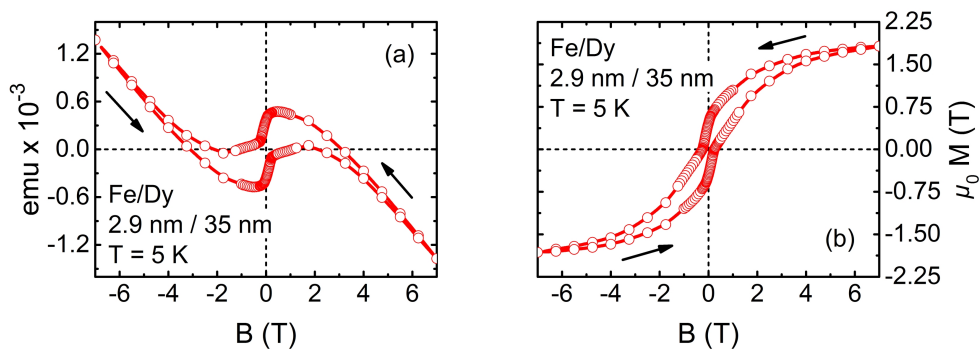 (a)
Fe/Dy
2.9 nm / 35 nm
T = 5 K
emu x 10⁻³
1.2
0.6
0.0
-0.6
-1.2
-6 -4 -2 0 2 4 6
B (T)
Fe/Dy
2.9 nm / 35 nm
T = 5 K
(b)
2.25
1.50
0.75
0.00
-0.75
-1.50
-2.25
μ₀ M (T)
-6 -4 -2 0 2 4 6
B (T)